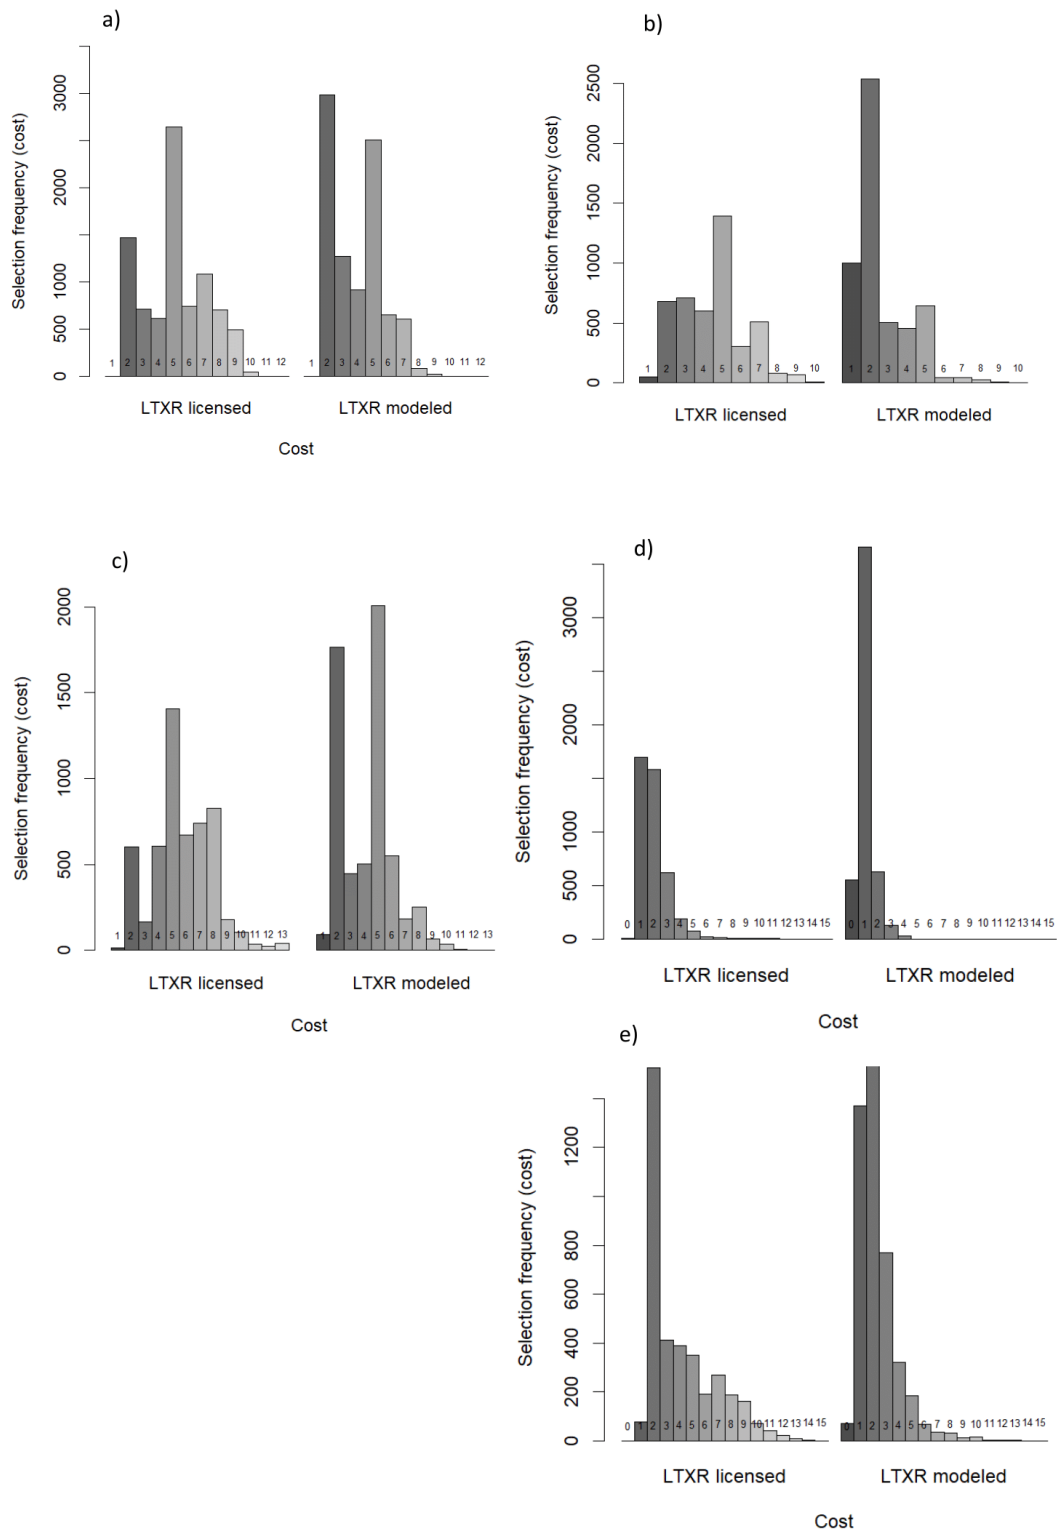 a)
Selection frequency (cost)
3000
2000
1000
0
1 2 3 4 5 6 7 8 9 10 11 12
1 2 3 4 5 6 7 8 9 10 11 12
LTXR licensed
LTXR modeled
Cost
b)
Selection frequency (cost)
2500
2000
1500
1000
500
0
1 2 3 4 5 6 7 8 9 10
1 2 3 4 5 6 7 8 9 10
LTXR licensed
LTXR modeled
c)
Selection frequency (cost)
2000
1500
1000
500
0
1 2 3 4 5 6 7 8 9 10 11 12 13
1 2 3 4 5 6 7 8 9 10 11 12 13
LTXR licensed
LTXR modeled
Cost
d)
Selection frequency (cost)
3000
2000
1000
500
0
0 1 2 3 4 5 6 7 8 9 10 11 12 13 14 15
0 1 2 3 4 5 6 7 8 9 10 11 12 13 14 15
LTXR licensed
LTXR modeled
Cost
e)
Selection frequency (cost)
1200
800
600
400
200
0
0 1 2 3 4 5 6 7 8 9 10 11 12 13 14 15
0 1 2 3 4 5 6 7 8 9 10 11 12 13 14 15
LTXR licensed
LTXR modeled
Cost